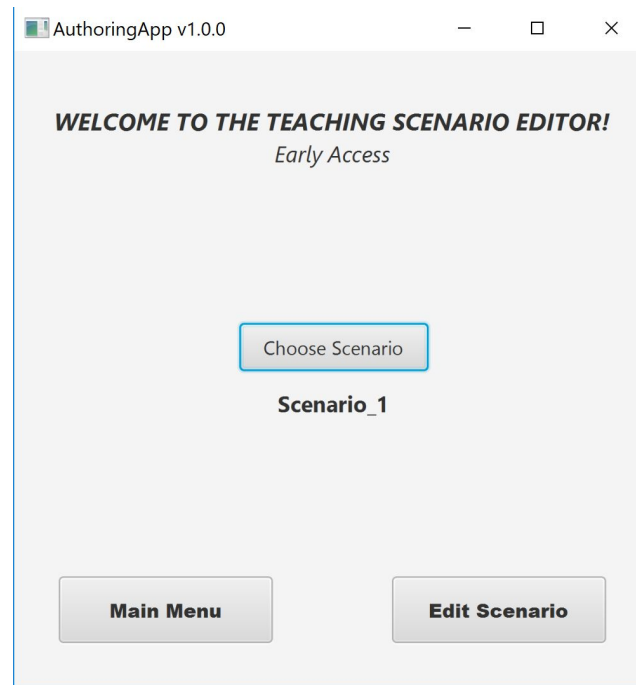 AuthoringApp v1.0.0
WELCOME TO THE TEACHING SCENARIO EDITOR!
Early Access
Choose Scenario
Scenario_1
Main Menu
Edit Scenario